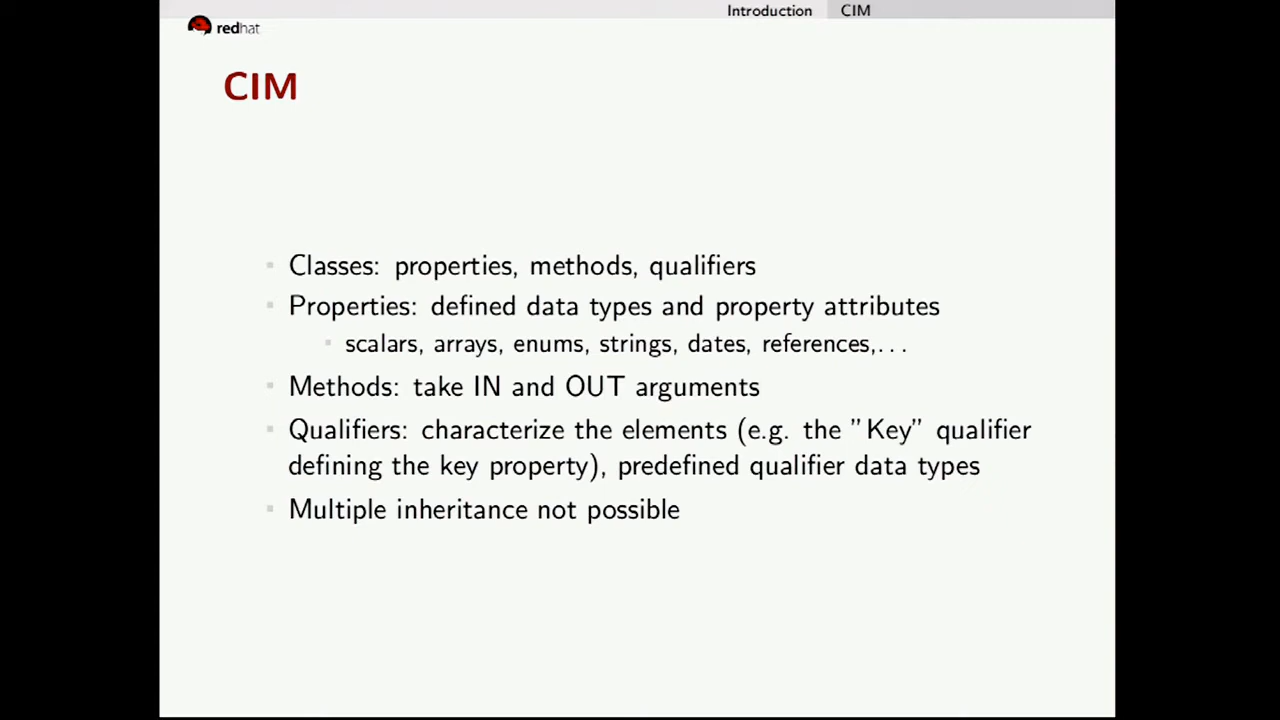 Introduction CIM
redhat
CIM
Classes: properties, methods, qualifiers
Properties: defined data types and property attributes
scalars, arrays, enums, strings, dates, references,...
Methods: take IN and OUT arguments
Qualifiers: characterize the elements (e.g. the ”Key” qualifier
defining the key property), predefined qualifier data types
Multiple inheritance not possible